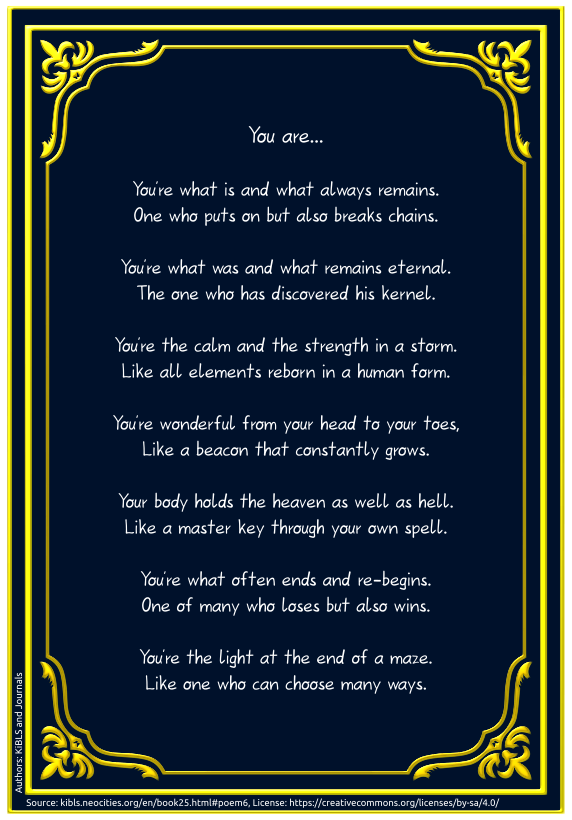 You are...
You're what is and what always remains.
One who puts on but also breaks chains.
You're what was and what remains eternal.
The one who has discovered his kernel.
You're the calm and the strength in a storm.
Like all elements reborn in a human form.
You're wonderful from your head to your toes,
Like a beacon that constantly grows.
Your body holds the heaven as well as hell.
Like a master key through your own spell.
You're what often ends and re-begins.
One of many who loses but also wins.
You're the light at the end of a maze.
Like one who can choose many ways.
Authors: KiBLS and Journals
Source: kibls.neocities.org/en/book25.html#poem6, License: https://creativecommons.org/licenses/by-sa/4.0/